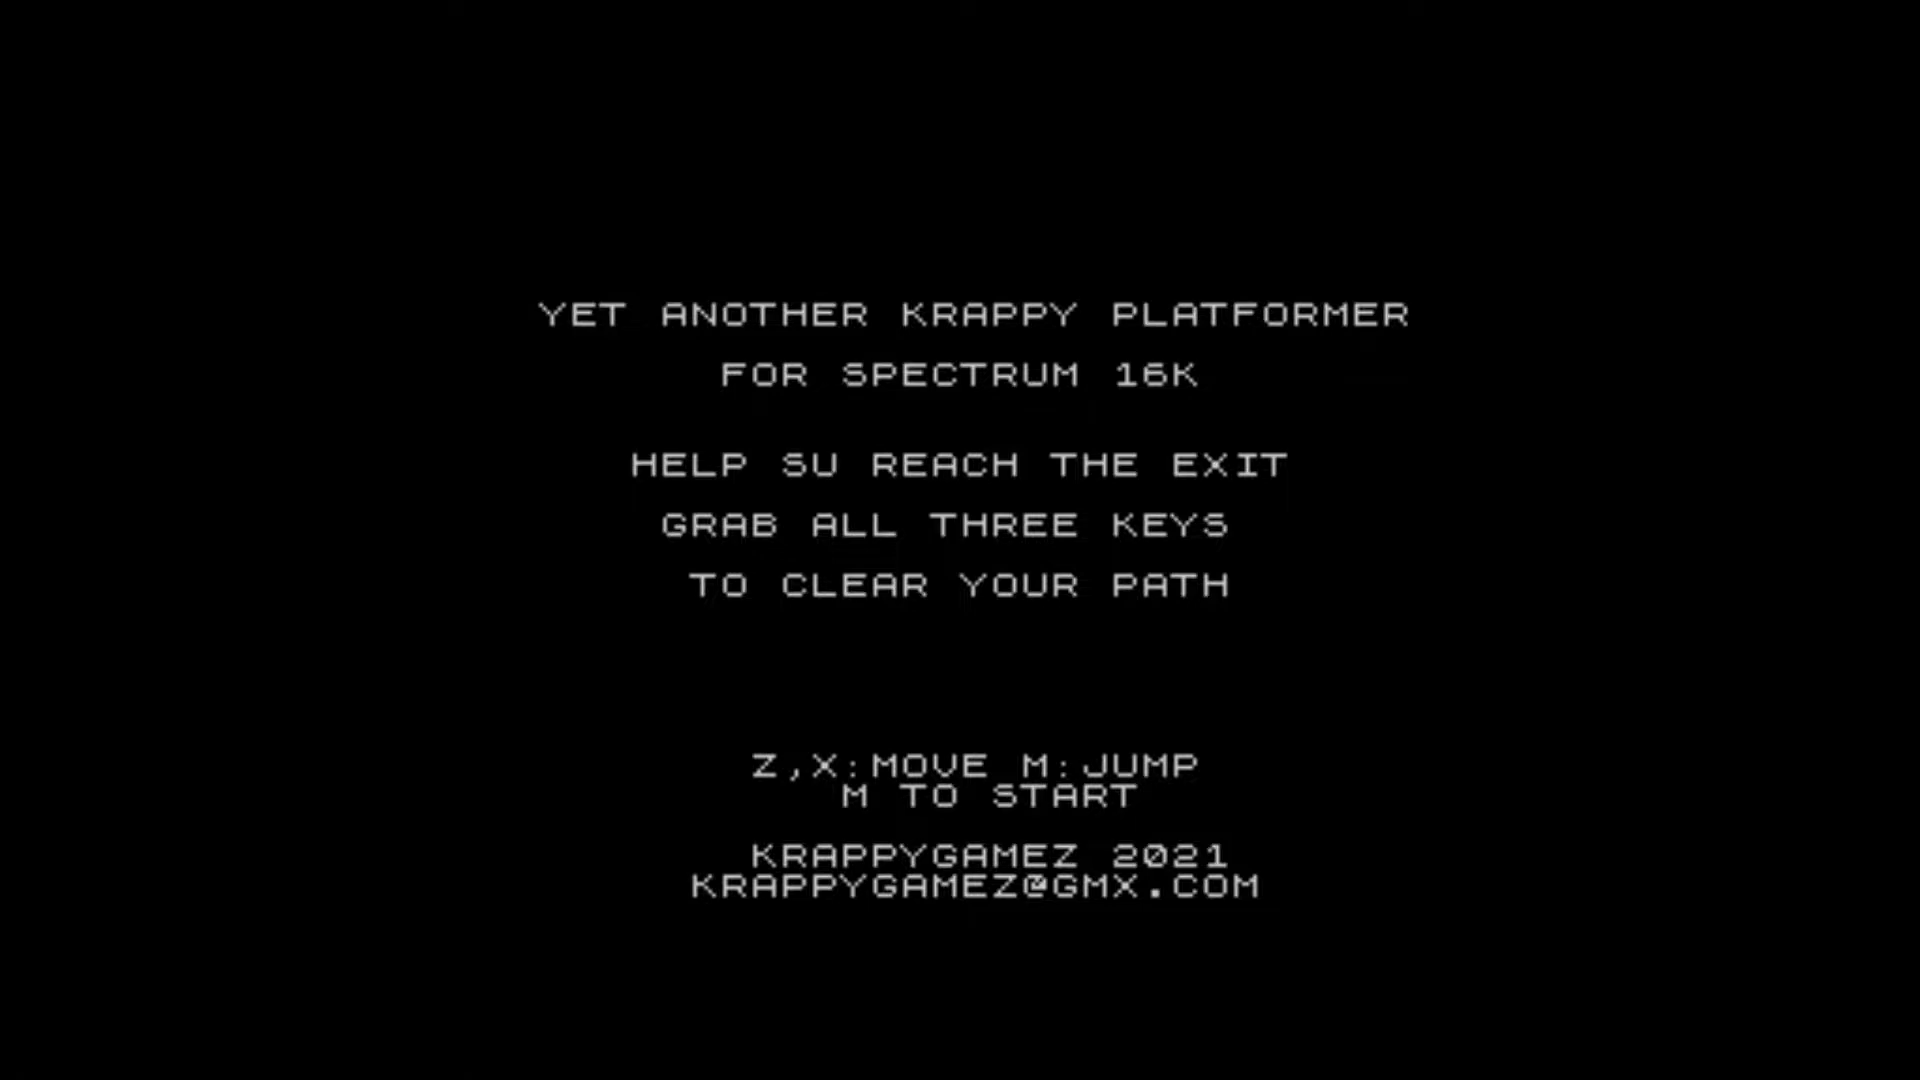 YET ANOTHER KRAPPY PLATFORMER
FOR SPECTRUM 16K
HELP SU REACH THE EXIT
GRAB ALL THREE KEYS
TO CLEAR YOUR PATH
Z,X:MOVE M:JUMP
M TO START
KRAPPYGAMEZ 2021
KRAPPYGAMEZ@GMX.COM